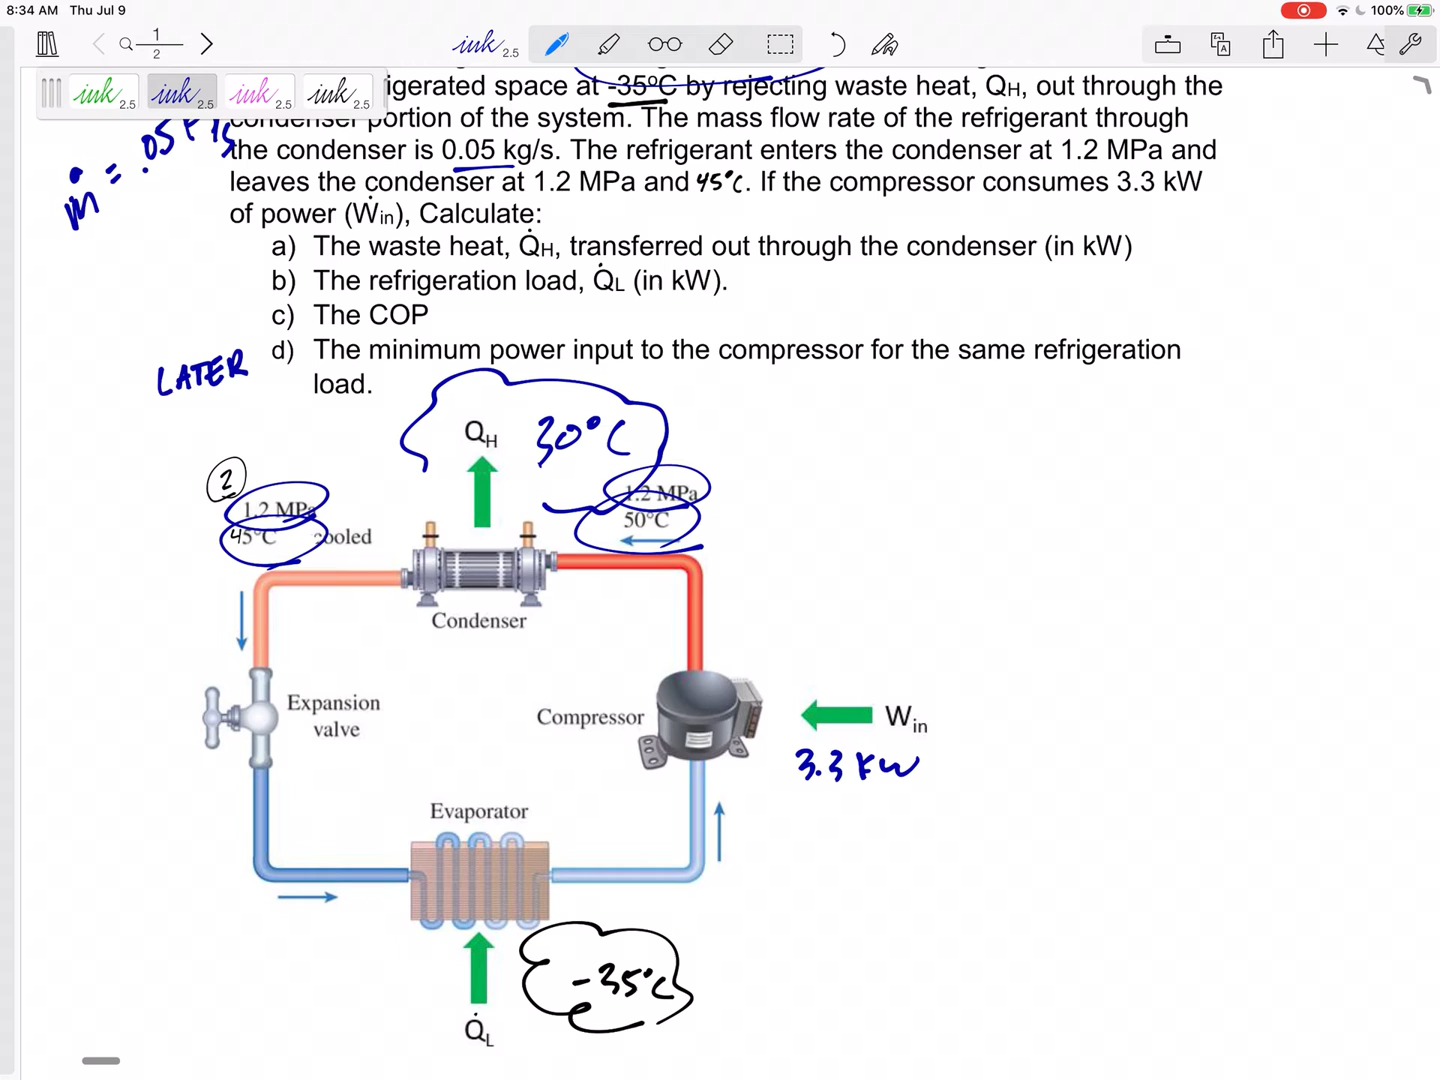 8:34 AM Thu Jul 9
100%
1
2
ink 2.5
ink 2.5 ink 2.5 ink 2.5 ink 2.5
igerated space at -35°C by rejecting waste heat, QH, out through the
condenser portion of the system. The mass flow rate of the refrigerant through
the condenser is 0.05 kg/s. The refrigerant enters the condenser at 1.2 MPa and
leaves the condenser at 1.2 MPa and 45°C. If the compressor consumes 3.3 kW
of power (Ẇin), Calculate:
a) The waste heat, Q̇H, transferred out through the condenser (in kW)
b) The refrigeration load, Q̇L (in kW).
c) The COP
d) The minimum power input to the compressor for the same refrigeration
load.
ṁ = .05
LATER
QH
30°C
2
1.2 MPa
45°C
ooled
1.2 MPa
50°C
Condenser
Expansion
valve
Compressor
Win
3.3 kW
Evaporator
-35°C
Q̇L